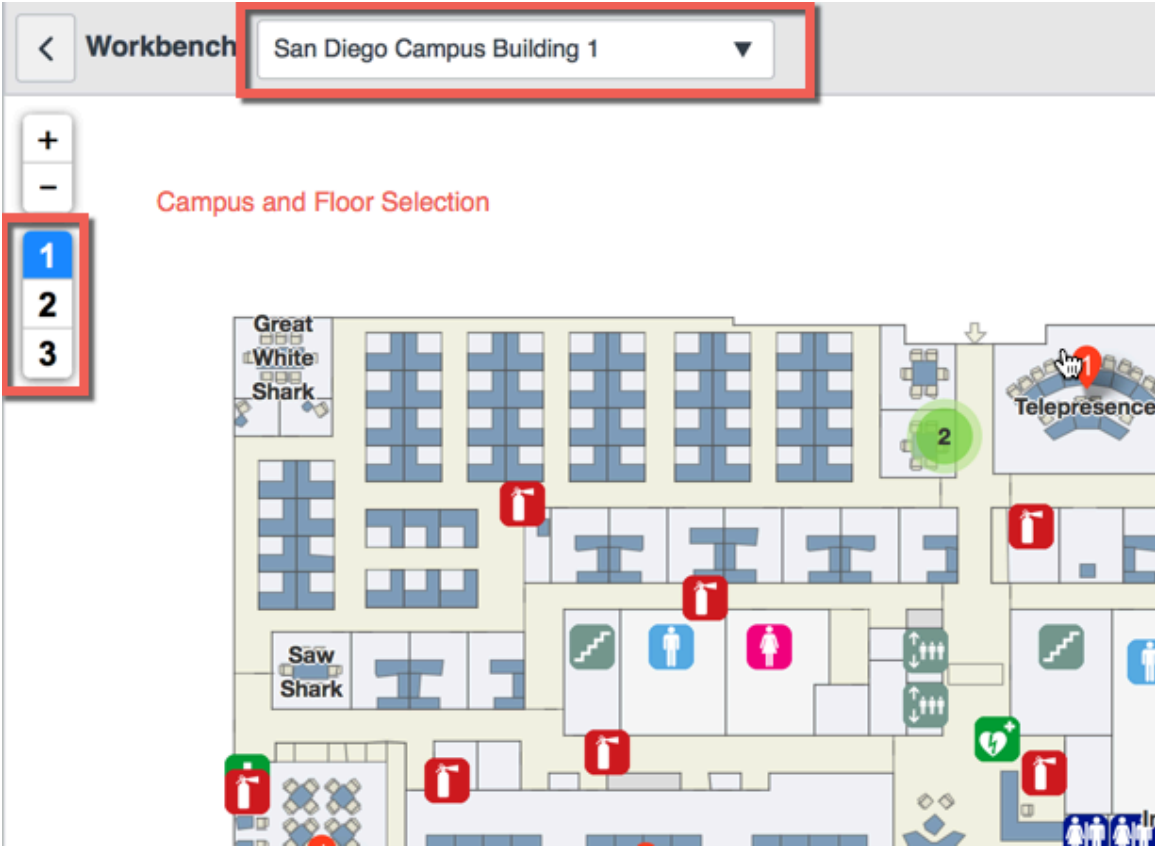 Workbench
San Diego Campus Building 1
+
−
Campus and Floor Selection
1
2
3
Great
White
Shark
1
Telepresence
2
Saw
Shark